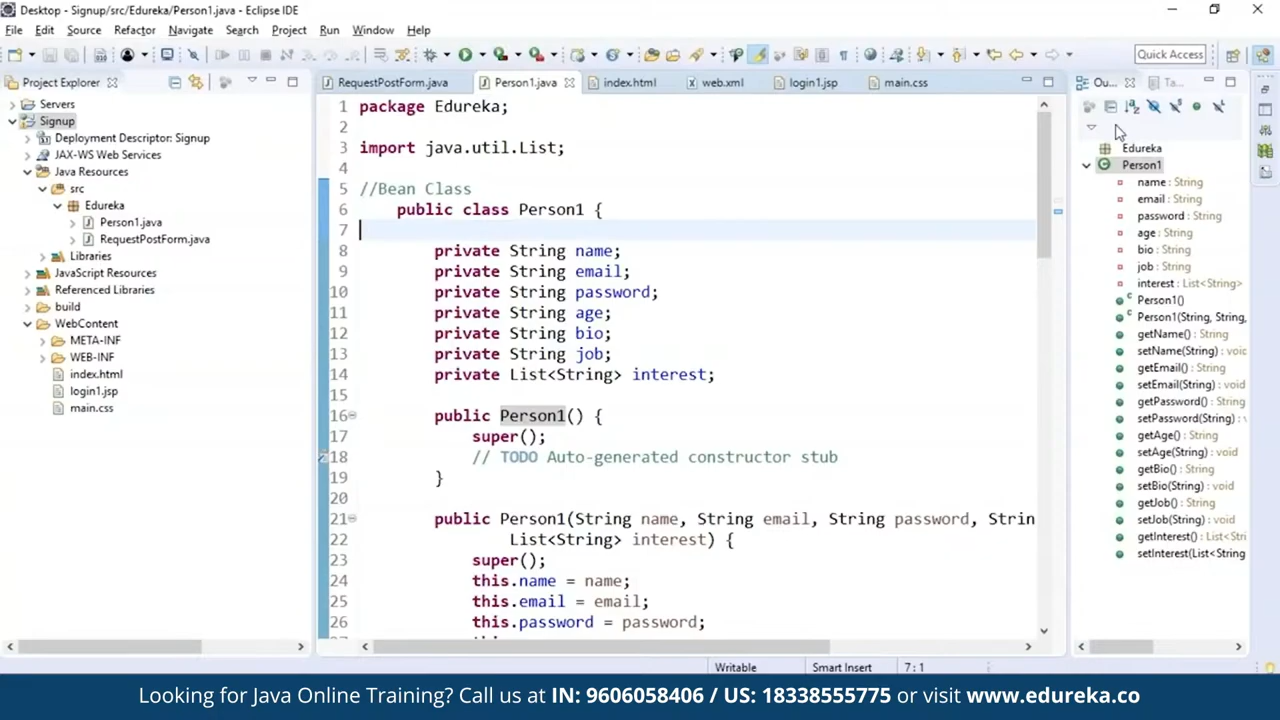 Desktop - Signup/src/Edureka/Person1.java - Eclipse IDE
File Edit Source Refactor Navigate Search Project Run Window Help
Quick Access
Project Explorer
Servers
Signup
Deployment Descriptor: Signup
JAX-WS Web Services
Java Resources
src
Edureka
Person1.java
RequestPostForm.java
Libraries
JavaScript Resources
Referenced Libraries
build
WebContent
META-INF
WEB-INF
index.html
login1.jsp
main.css
RequestPostForm.java Person1.java index.html web.xml login1.jsp main.css
1 package Edureka;
2
3 import java.util.List;
4
5 //Bean Class
6 public class Person1 {
7
8 private String name;
9 private String email;
10 private String password;
11 private String age;
12 private String bio;
13 private String job;
14 private List<String> interest;
15
16 public Person1() {
17 super();
18 // TODO Auto-generated constructor stub
19 }
20
21 public Person1(String name, String email, String password, Strin
22 List<String> interest) {
23 super();
24 this.name = name;
25 this.email = email;
26 this.password = password;
Ou... Ta...
Edureka
Person1
name : String
email : String
password : String
age : String
bio : String
job : String
interest : List<String>
Person1()
Person1(String, String,
getName() : String
setName(String) : voic
getEmail() : String
setEmail(String) : void
getPassword() : String
setPassword(String) :
getAge() : String
setAge(String) : void
getBio() : String
setBio(String) : void
getJob() : String
setJob(String) : void
getInterest() : List<Stri
setInterest(List<String
Writable Smart Insert 7 : 1
Looking for Java Online Training? Call us at IN: 9606058406 / US: 18338555775 or visit www.edureka.co